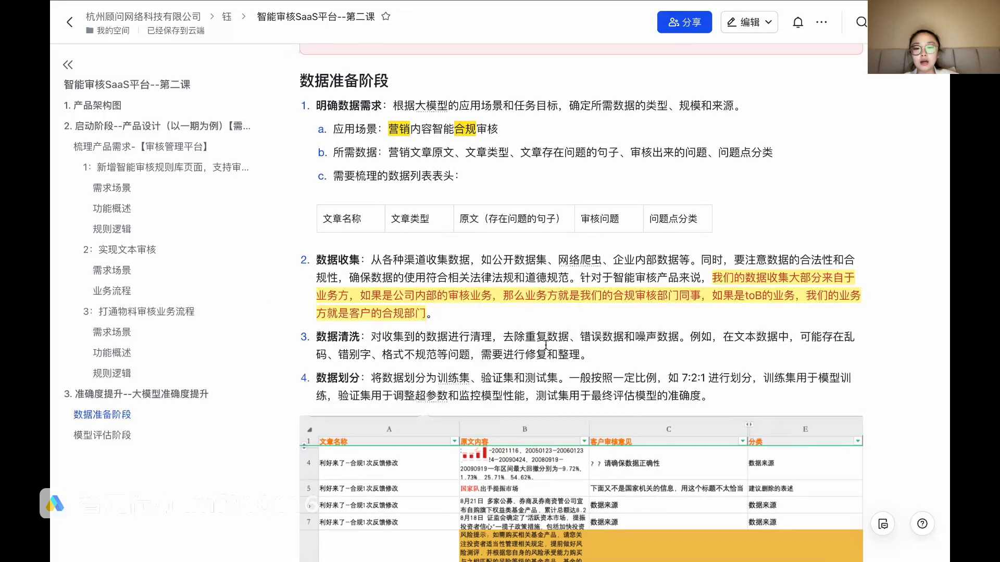 杭州顾问网络科技有限公司 > 钰 > 智能审核SaaS平台--第二课
我的空间 | 已经保存到云端
分享
编辑
智能审核SaaS平台--第二课
1. 产品架构图
2. 启动阶段--产品设计（以一期为例）【需...
梳理产品需求-【审核管理平台】
1：新增智能审核规则库页面，支持审...
需求场景
功能概述
规则逻辑
2：实现文本审核
需求场景
业务流程
3：打通物料审核业务流程
需求场景
功能概述
规则逻辑
3. 准确度提升--大模型准确度提升
数据准备阶段
模型评估阶段
数据准备阶段
1. 明确数据需求：根据大模型的应用场景和任务目标，确定所需数据的类型、规模和来源。
a. 应用场景：营销内容智能合规审核
b. 所需数据：营销文章原文、文章类型、文章存在问题的句子、审核出来的问题、问题点分类
c. 需要梳理的数据列表表头：
文章名称 文章类型 原文（存在问题的句子） 审核问题 问题点分类
2. 数据收集：从各种渠道收集数据，如公开数据集、网络爬虫、企业内部数据等。同时，要注意数据的合法性和合
规性，确保数据的使用符合相关法律法规和道德规范。针对于智能审核产品来说，我们的数据收集大部分来自于
业务方，如果是公司内部的审核业务，那么业务方就是我们的合规审核部门同事，如果是toB的业务，我们的业务
方就是客户的合规部门。
3. 数据清洗：对收集到的数据进行清理，去除重复数据、错误数据和噪声数据。例如，在文本数据中，可能存在乱
码、错别字、格式不规范等问题，需要进行修复和整理。
4. 数据划分：将数据划分为训练集、验证集和测试集。一般按照一定比例，如 7:2:1 进行划分，训练集用于模型训
练，验证集用于调整超参数和监控模型性能，测试集用于最终评估模型的准确度。
A B C E
1 文章名称 原文内容 客户审核意见 分类
-20021116、20050123-20060123
-20090424、20080919-
4 利好来了-合规1次反馈修改 20090919一年区间最大回撤分别为-9.72%、 ？？请确保数据正确性 数据来源
1.73%、25.71%、54.62%。
5 利好来了-合规1次反馈修改 国家队出手提振市场 下面又不是国家机关的信息，用这个标题不太恰当 建议删除的表述
利好来了-合规1次反馈修改 8月21日 多家公募、券商及券商资管公司宣 数据来源 数据来源
布自购旗下权益类基金产品，累计总额达8.2
7 利好来了-合规1次反馈修改 8月18日 证监会确定了“活跃资本市场，提振 数据来源 数据来源
投资者信心”一揽子政策措施，包括加快投资
风险提示：如需购买相关基金产品，请您关
注投资者适当性管理相关规定，提前做好风
险测评，并根据您自身的风险承受能力购买
与之相匹配的风险等级的基金产品。基金的